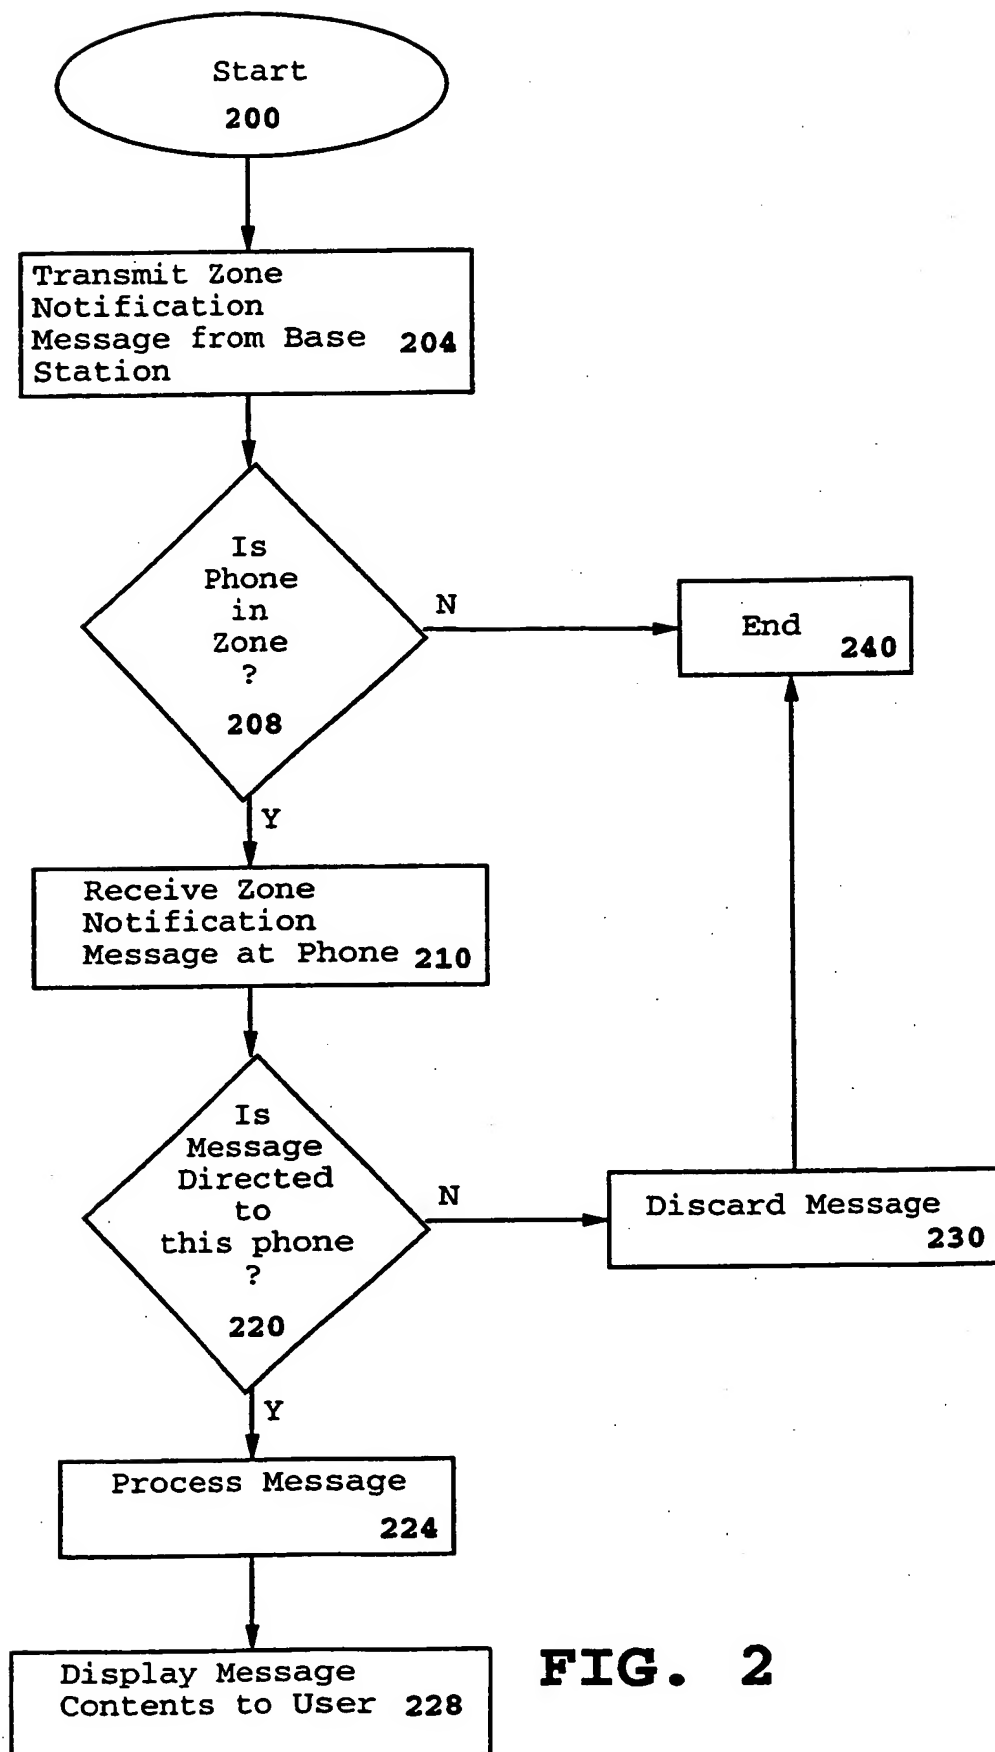 Start
200
Transmit Zone
Notification
Message from Base 204
Station
Is
Phone
in
Zone
?
208
N
End
240
Y
Receive Zone
Notification
Message at Phone 210
Is
Message
Directed
to
this phone
?
220
N
Discard Message
230
Y
Process Message
224
Display Message
Contents to User 228
FIG. 2